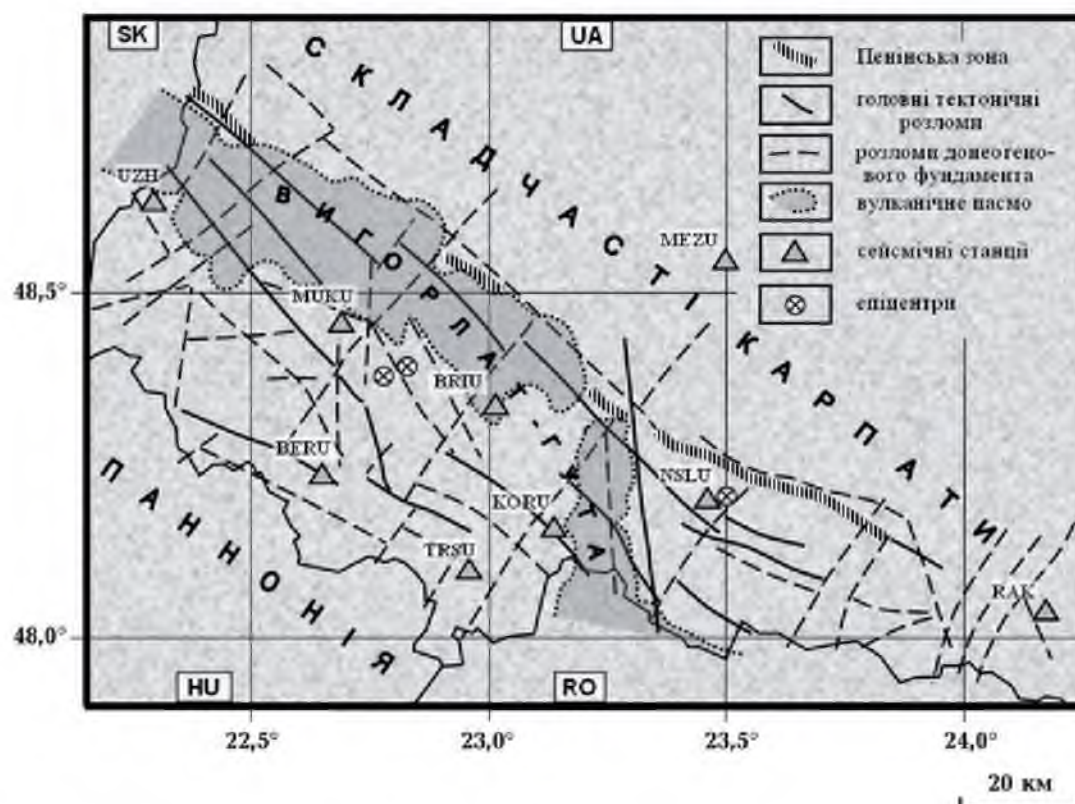 SK
UA
СКЛАДЧАСТІ КАРПАТИ
Пенінська зона
головні тектонічні
розломи
розломи донеогено-
вого фундамента
вулканічне пасмо
сейсмічні станції
епіцентри
UZH
ВИГОРЛАТ-ГУТА
MEZU
48,5°
MUKU
BRIU
BERU
NSLU
KORU
ПАННОНІЯ
TRSU
RAK
48,0°
HU
RO
22,5°
23,0°
23,5°
24,0°
20 км